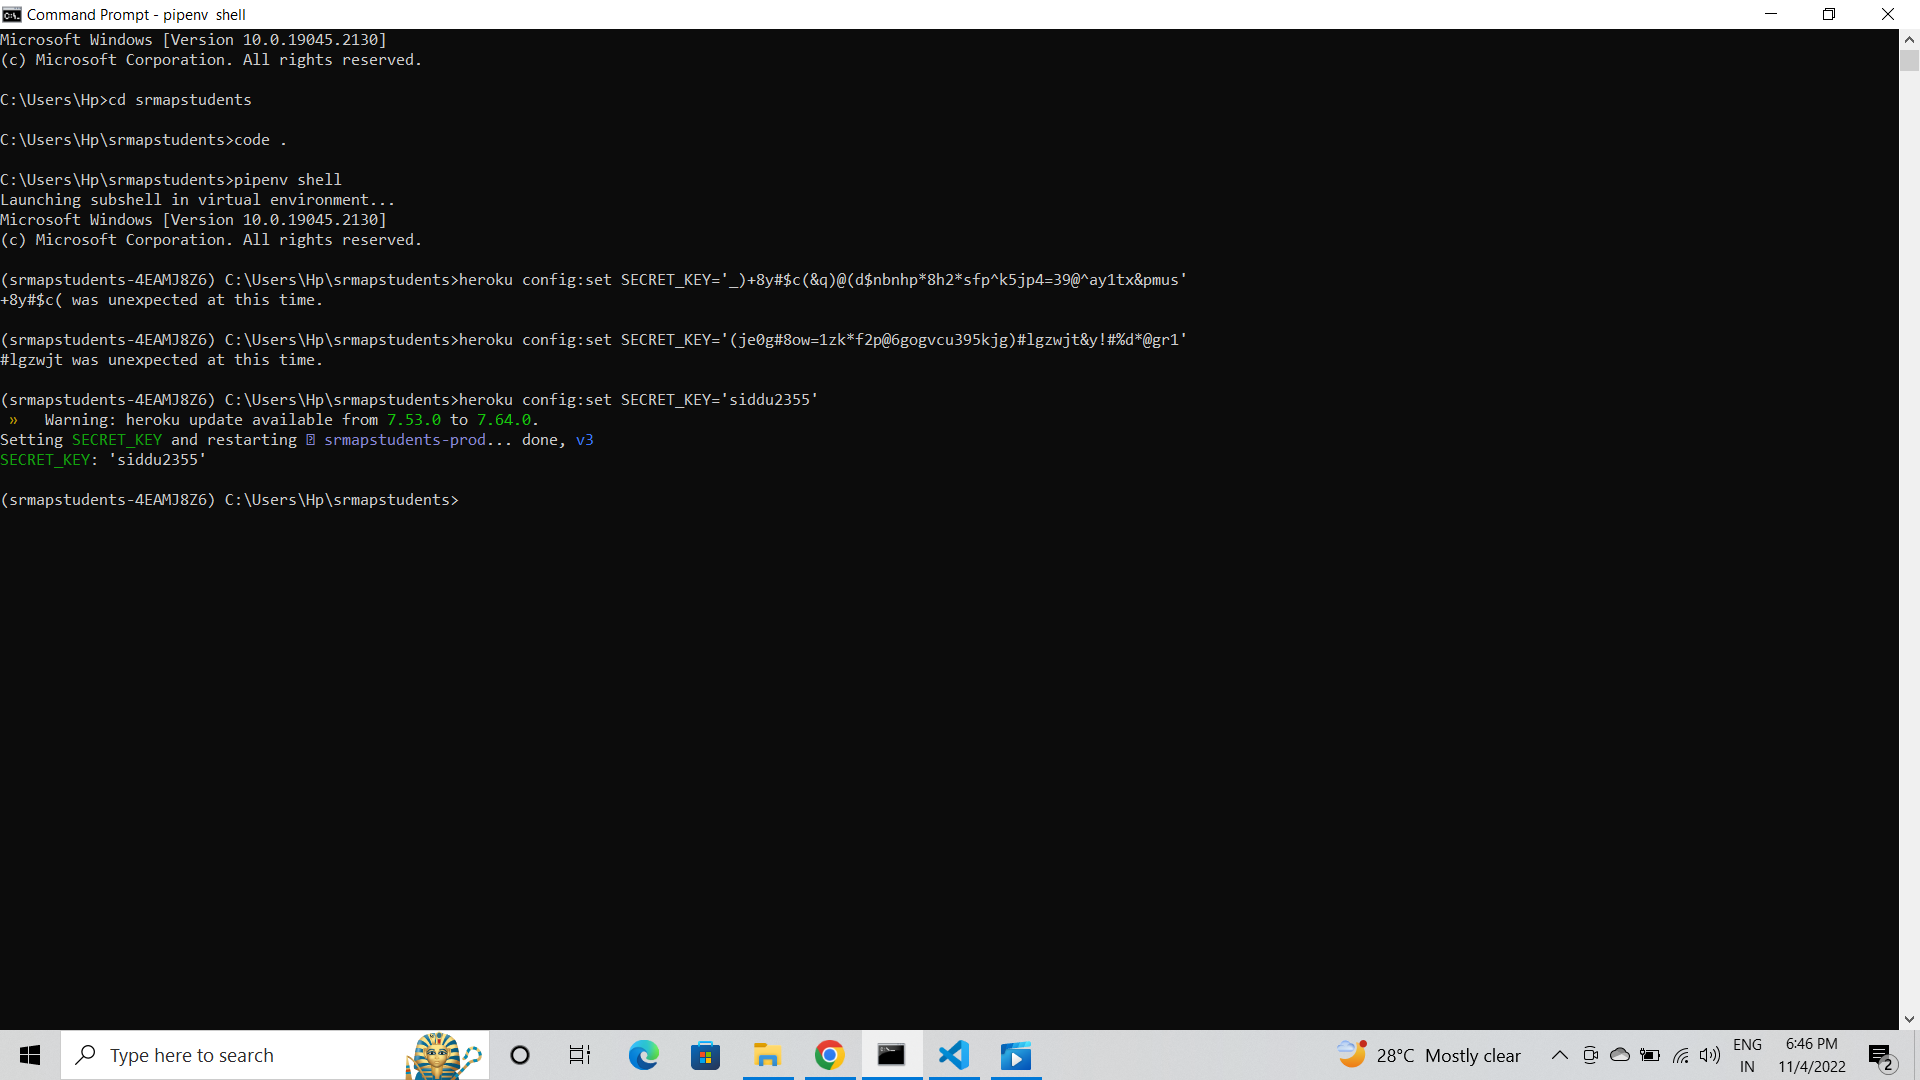 Command Prompt - pipenv  shell
Microsoft Windows [Version 10.0.19045.2130]
(c) Microsoft Corporation. All rights reserved.
C:\Users\Hp>cd srmapstudents
C:\Users\Hp\srmapstudents>code .
C:\Users\Hp\srmapstudents>pipenv shell
Launching subshell in virtual environment...
Microsoft Windows [Version 10.0.19045.2130]
(c) Microsoft Corporation. All rights reserved.
(srmapstudents-4EAMJ8Z6) C:\Users\Hp\srmapstudents>heroku config:set SECRET_KEY='_)+8y#$c(&q)@(d$nbnhp*8h2*sfp^k5jp4=39@^ay1tx&pmus'
+8y#$c( was unexpected at this time.
(srmapstudents-4EAMJ8Z6) C:\Users\Hp\srmapstudents>heroku config:set SECRET_KEY='(je0g#8ow=1zk*f2p@6gogvcu395kjg)#lgzwjt&y!#%d*@gr1'
#lgzwjt was unexpected at this time.
(srmapstudents-4EAMJ8Z6) C:\Users\Hp\srmapstudents>heroku config:set SECRET_KEY='siddu2355'
»   Warning: heroku update available from 7.53.0 to 7.64.0.
Setting SECRET_KEY and restarting ⍰ srmapstudents-prod... done, v3
SECRET_KEY: 'siddu2355'
(srmapstudents-4EAMJ8Z6) C:\Users\Hp\srmapstudents>
Type here to search
28°C Mostly clear
ENG
IN
6:46 PM
11/4/2022
2